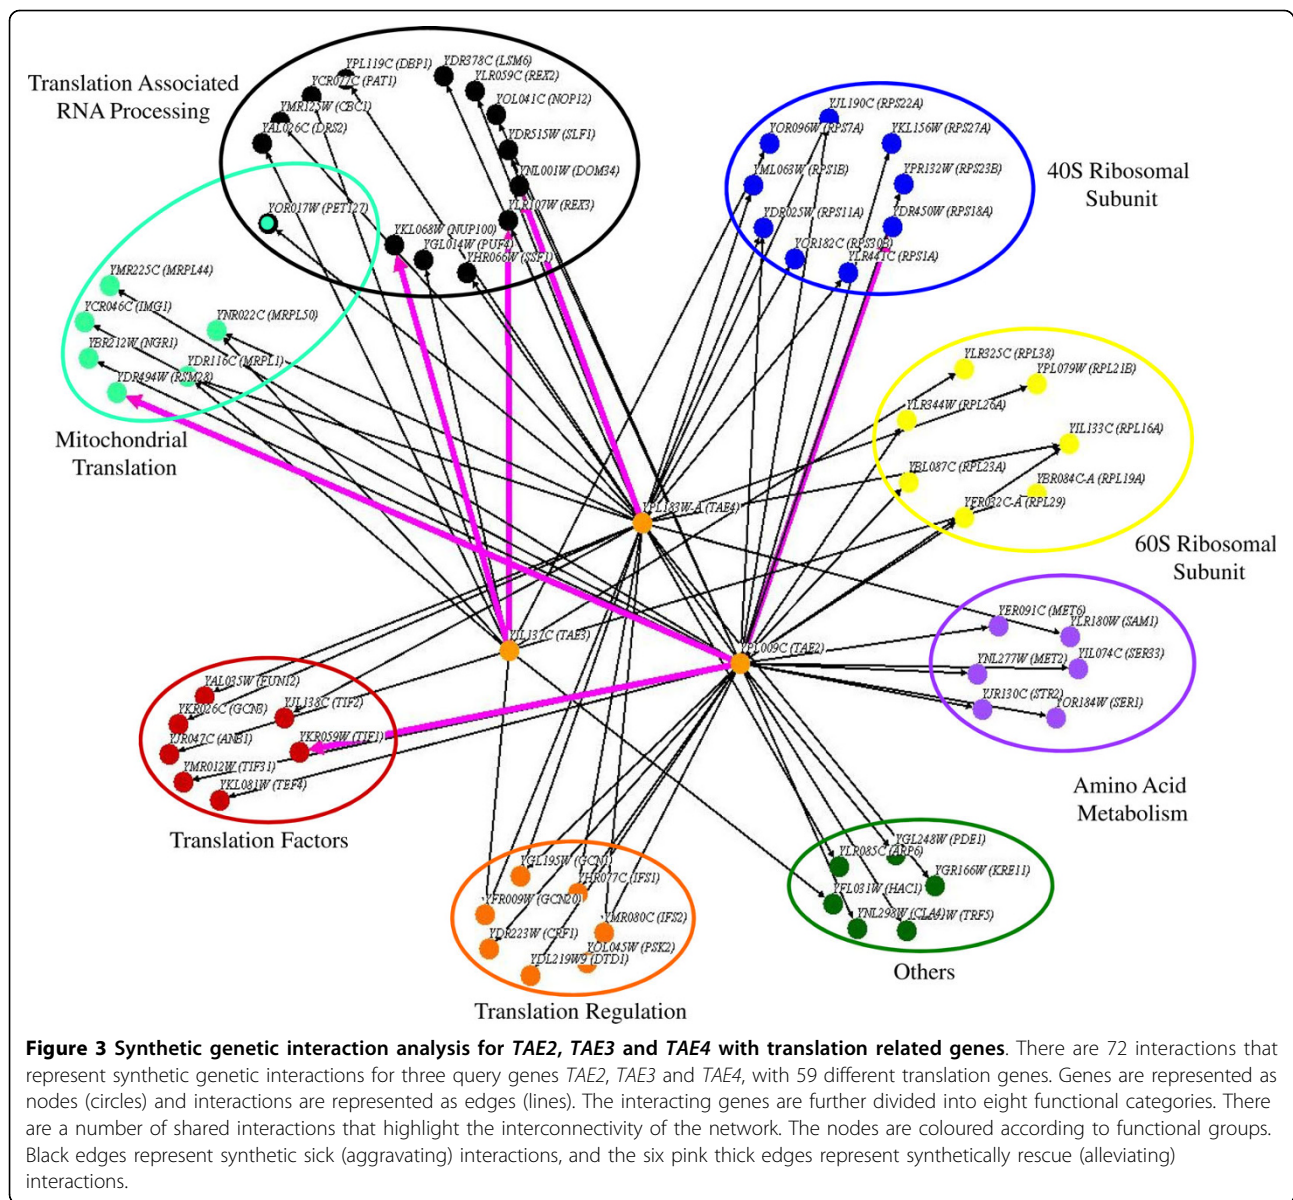 Translation Associated
RNA Processing
YPL119C (DBP1)
YDR378C (LSM6)
YCR077C (PAT1)
YLR059C (REX2)
YMR125W (CBC1)
YOL041C (NOP12)
YAL026C (DRS2)
YDR515W (SLF1)
YNL001W (DOM34)
YOR017W (PET127)
YLR107W (REX3)
YKL068W (NUP100)
YGL014W (PUF4)
YHR066W (SSF1)
YJL190C (RPS22A)
YOR096W (RPS7A)
YKL156W (RPS27A)
YML063W (RPS1B)
YPR132W (RPS23B)
YDR025W (RPS11A)
YDR450W (RPS18A)
YOR182C (RPS30B)
YLR441C (RPS1A)
40S Ribosomal
Subunit
YMR225C (MRPL44)
YCR046C (IMG1)
YNR022C (MRPL50)
YBR212W (NGR1)
YDR116C (MRPL1)
YDR494W (RSM28)
Mitochondrial
Translation
YLR325C (RPL38)
YPL079W (RPL21B)
YLR344W (RPL26A)
YIL133C (RPL16A)
YBL087C (RPL23A)
YBR084C-A (RPL19A)
YFR032C-A (RPL29)
60S Ribosomal
Subunit
YPL183W-A (TAE4)
YJL137C (TAE3)
YPL009C (TAE2)
YER091C (MET6)
YLR180W (SAM1)
YNL277W (MET2)
YIL074C (SER33)
YJR130C (STR2)
YOR184W (SER1)
Amino Acid
Metabolism
YAL035W (FUN12)
YKR026C (GCN3)
YJL138C (TIF2)
YJR047C (ANB1)
YKR059W (TIF1)
YMR012W (TIF31)
YKL081W (TEF4)
Translation Factors
YGL195W (GCN1)
YHR077C (IFS1)
YFR009W (GCN20)
YMR080C (IFS2)
YDR223W (CRF1)
YOL045W (PSK2)
YDL219W9 (DTD1)
Translation Regulation
YGL248W (PDE1)
YLR085C (ARP6)
YGR166W (KRE11)
YFL031W (HAC1)
YNL298W (CLA4)
W (TRF5)
Others
Figure 3 Synthetic genetic interaction analysis for TAE2, TAE3 and TAE4 with translation related genes. There are 72 interactions that
represent synthetic genetic interactions for three query genes TAE2, TAE3 and TAE4, with 59 different translation genes. Genes are represented as
nodes (circles) and interactions are represented as edges (lines). The interacting genes are further divided into eight functional categories. There
are a number of shared interactions that highlight the interconnectivity of the network. The nodes are coloured according to functional groups.
Black edges represent synthetic sick (aggravating) interactions, and the six pink thick edges represent synthetically rescue (alleviating)
interactions.